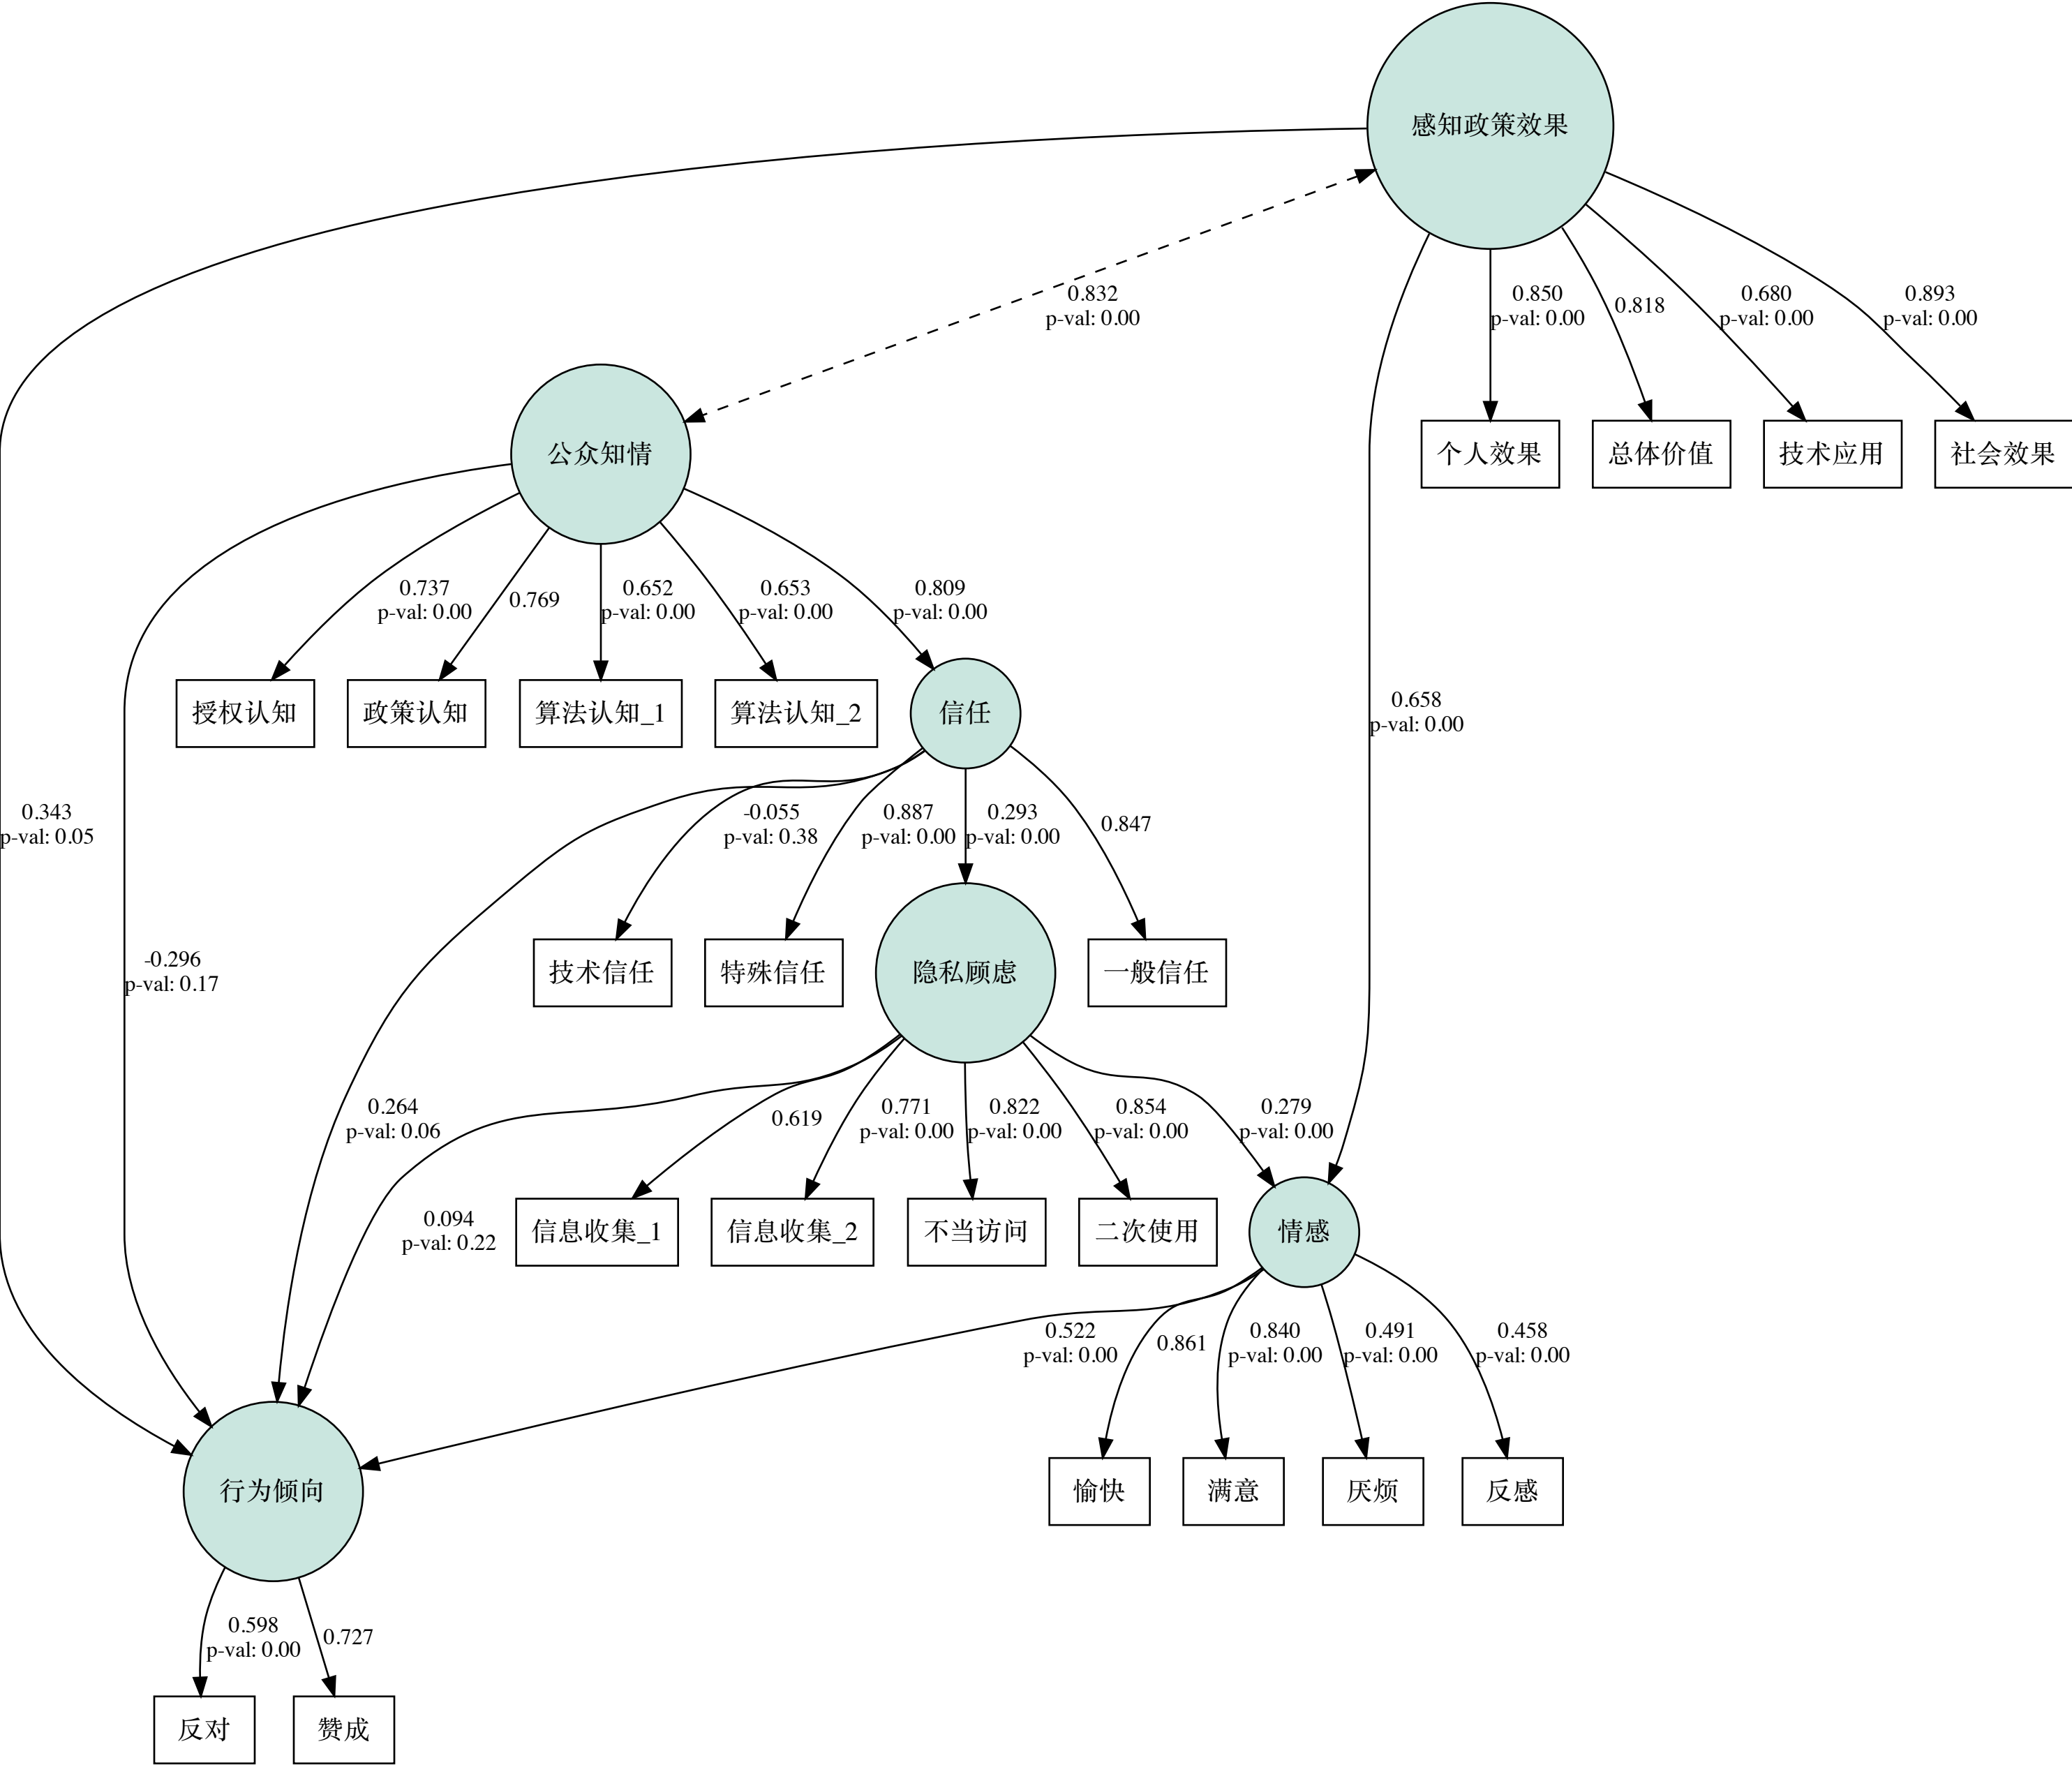 感知政策效果
0.832
p-val: 0.00
0.850
p-val: 0.00
0.818
0.680
p-val: 0.00
0.893
p-val: 0.00
公众知情
个人效果
总体价值
技术应用
社会效果
0.737
p-val: 0.00
0.769
0.652
p-val: 0.00
0.653
p-val: 0.00
0.809
p-val: 0.00
授权认知
政策认知
算法认知_1
算法认知_2
信任
0.658
p-val: 0.00
0.343
p-val: 0.05
-0.055
p-val: 0.38
0.887
p-val: 0.00
0.293
p-val: 0.00
0.847
-0.296
p-val: 0.17
技术信任
特殊信任
隐私顾虑
一般信任
0.264
p-val: 0.06
0.619
0.771
p-val: 0.00
0.822
p-val: 0.00
0.854
p-val: 0.00
0.279
p-val: 0.00
0.094
p-val: 0.22
信息收集_1
信息收集_2
不当访问
二次使用
情感
0.522
p-val: 0.00
0.861
0.840
p-val: 0.00
0.491
p-val: 0.00
0.458
p-val: 0.00
行为倾向
愉快
满意
厌烦
反感
0.598
p-val: 0.00
0.727
反对
赞成